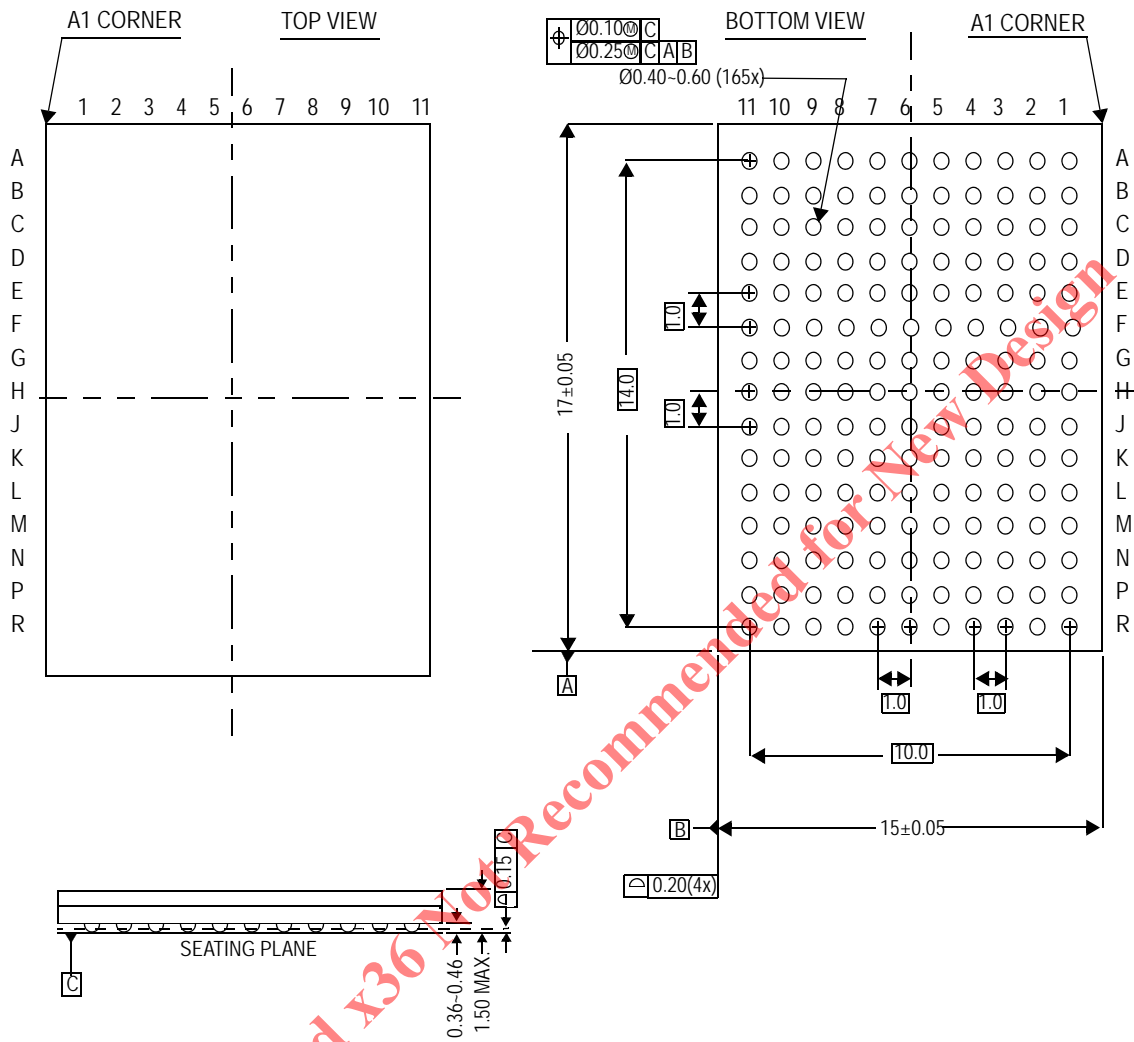 A1 CORNER
TOP VIEW
1 2 3 4 5 6 7 8 9 10 11
A
B
C
D
E
F
G
H
J
K
L
M
N
P
R
Ø0.10Ⓜ C
Ø0.25Ⓜ C A B
BOTTOM VIEW
A1 CORNER
Ø0.40~0.60 (165x)
11 10 9 8 7 6 5 4 3 2 1
A
B
C
D
E
F
G
H
J
K
L
M
N
P
R
17±0.05
14.0
1.0
1.0
A
1.0
1.0
10.0
B
15±0.05
0.20(4x)
0.15 C
SEATING PLANE
C
0.36~0.46
1.50 MAX.
d x36 Not Recommended for New Design